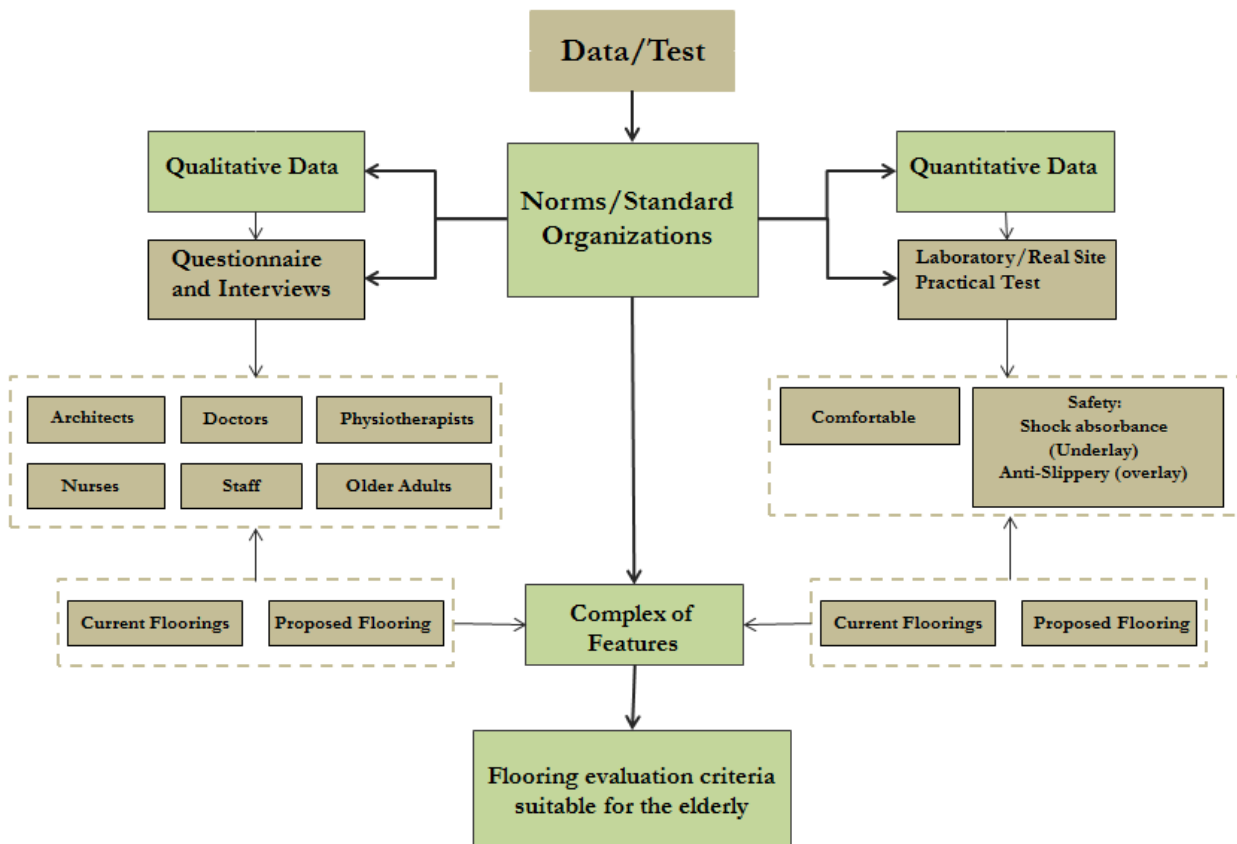 Data/Test
Qualitative Data
Norms/Standard
Organizations
Quantitative Data
Questionnaire
and Interviews
Laboratory/Real Site
Practical Test
Architects
Doctors
Physiotherapists
Nurses
Staff
Older Adults
Comfortable
Safety:
Shock absorbance
(Underlay)
Anti-Slippery (overlay)
Current Floorings
Proposed Flooring
Complex of
Features
Current Floorings
Proposed Flooring
Flooring evaluation criteria
suitable for the elderly